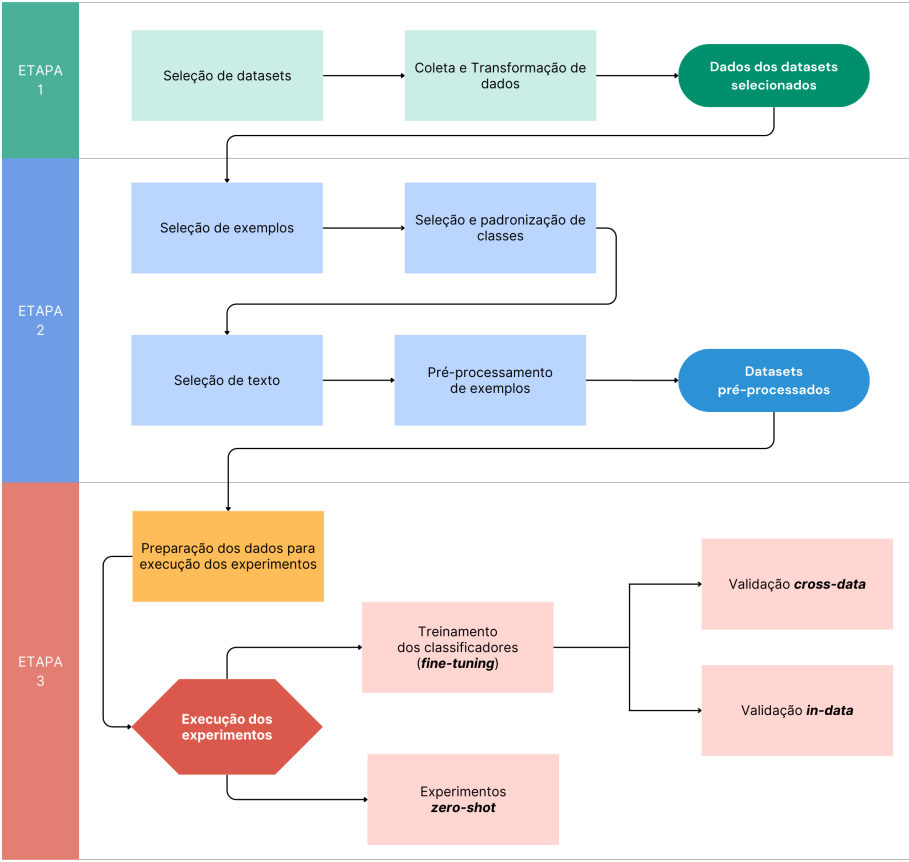 ETAPA
1
Seleção de datasets
Coleta e Transformação de
dados
Dados dos datasets
selecionados
ETAPA
2
Seleção de exemplos
Seleção e padronização de
classes
Seleção de texto
Pré-processamento
de exemplos
Datasets
pré-processados
ETAPA
3
Preparação dos dados para
execução dos experimentos
Execução dos
experimentos
Treinamento
dos classificadores
(fine-tuning)
Validação cross-data
Validação in-data
Experimentos
zero-shot